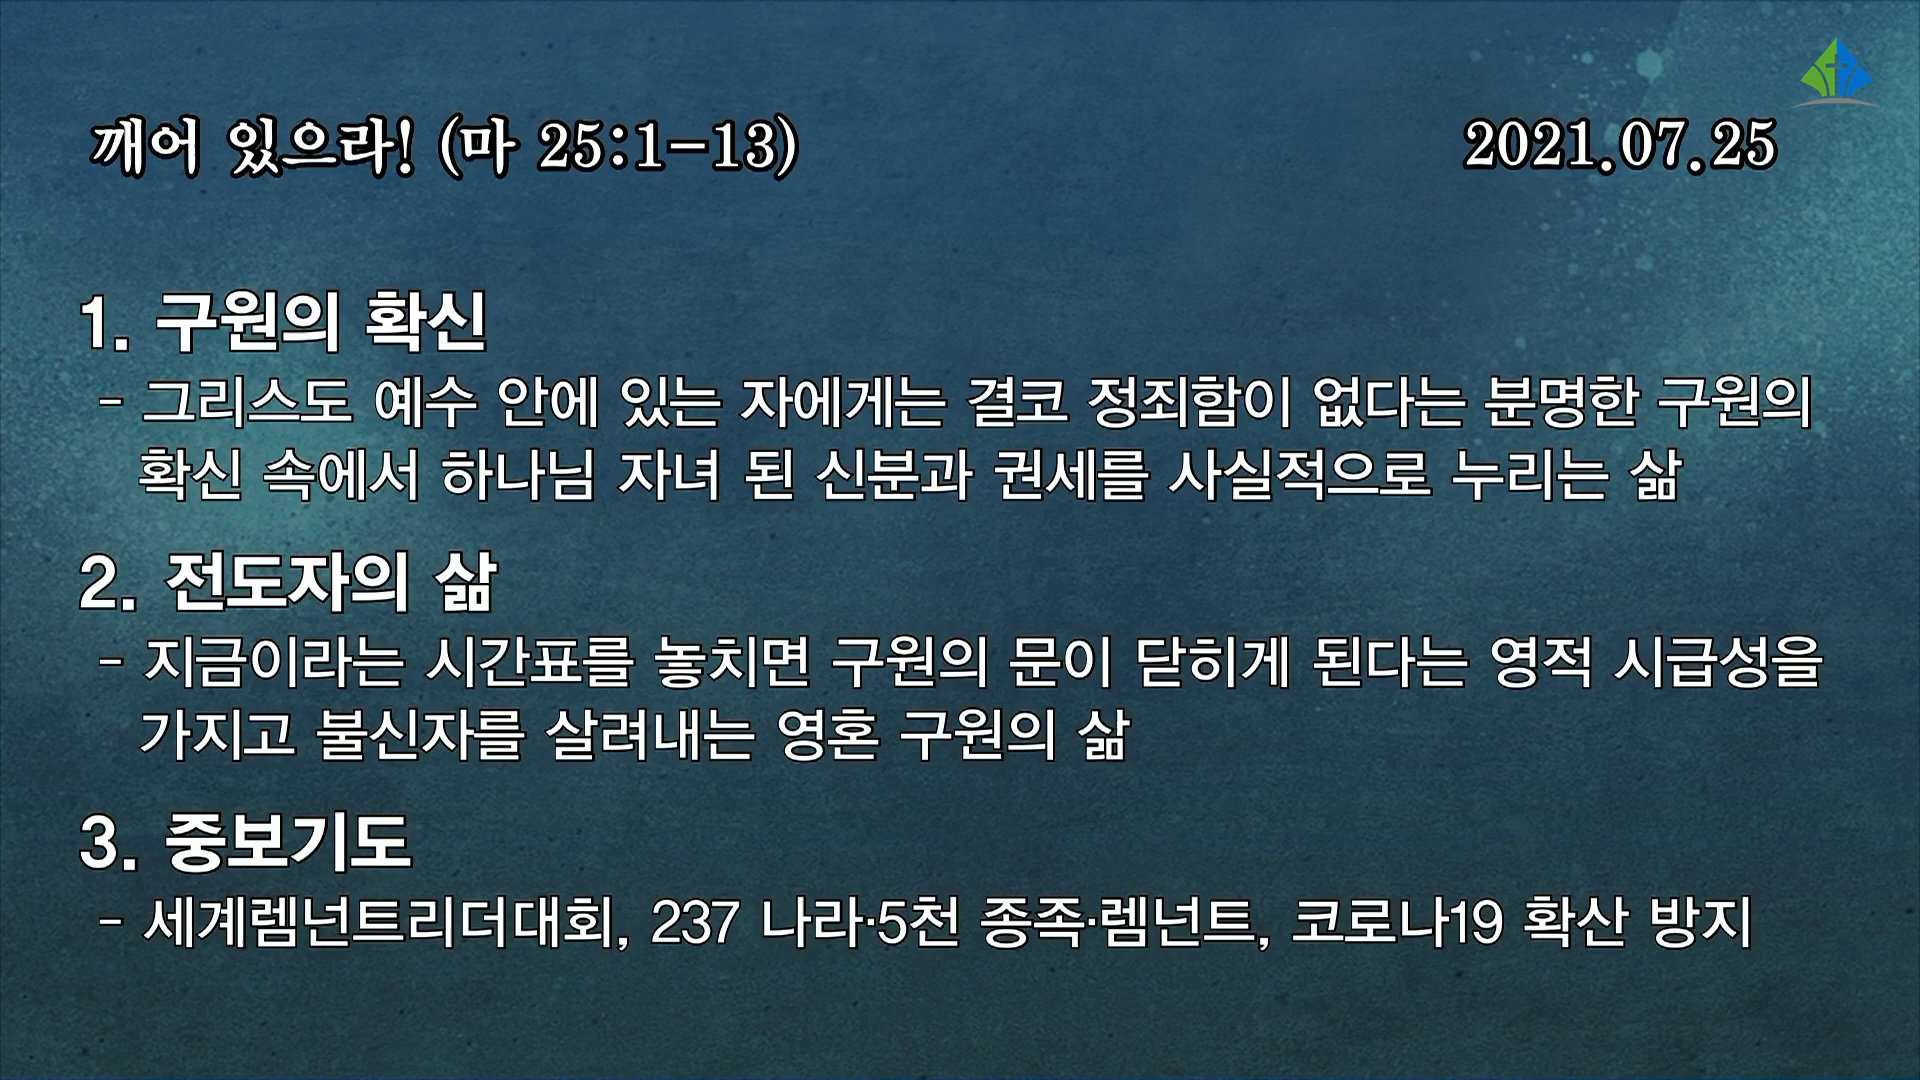 깨어 있으라! (마 25:1-13)
2021.07.25
1. 구원의 확신
- 그리스도 예수 안에 있는 자에게는 결코 정죄함이 없다는 분명한 구원의
확신 속에서 하나님 자녀 된 신분과 권세를 사실적으로 누리는 삶
2. 전도자의 삶
- 지금이라는 시간표를 놓치면 구원의 문이 닫히게 된다는 영적 시급성을
가지고 불신자를 살려내는 영혼 구원의 삶
3. 중보기도
- 세계렘넌트리더대회, 237 나라·5천 종족·렘넌트, 코로나19 확산 방지